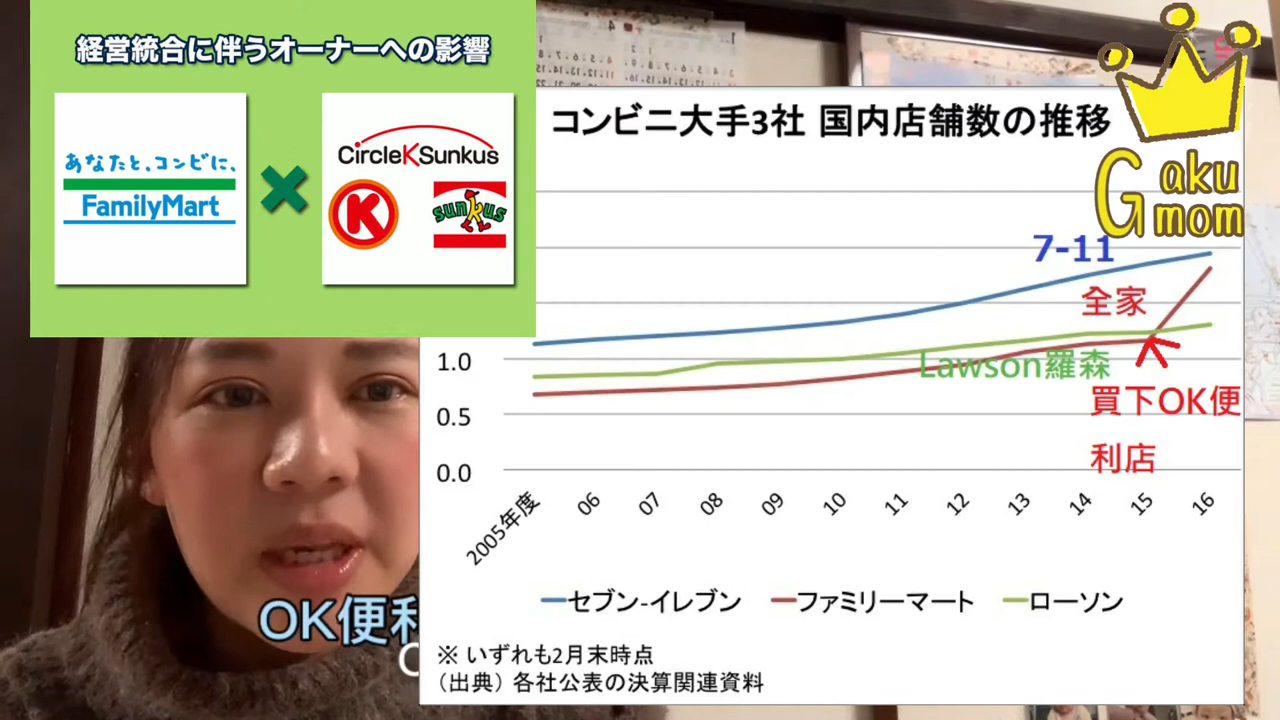 経営統合に伴うオーナーへの影響
あなたと、コンビに、
FamilyMart
CircleKSunkus
K
sunkus
Gaku
mom
コンビニ大手3社 国内店舗数の推移
7-11
全家
Lawson羅森
買下OK便
利店
1.0
0.5
0.0
2005年度 06 07 08 09 10 11 12 13 14 15 16
セブン-イレブン ファミリーマート ローソン
※ いずれも2月末時点
（出典）各社公表の決算関連資料
OK便利